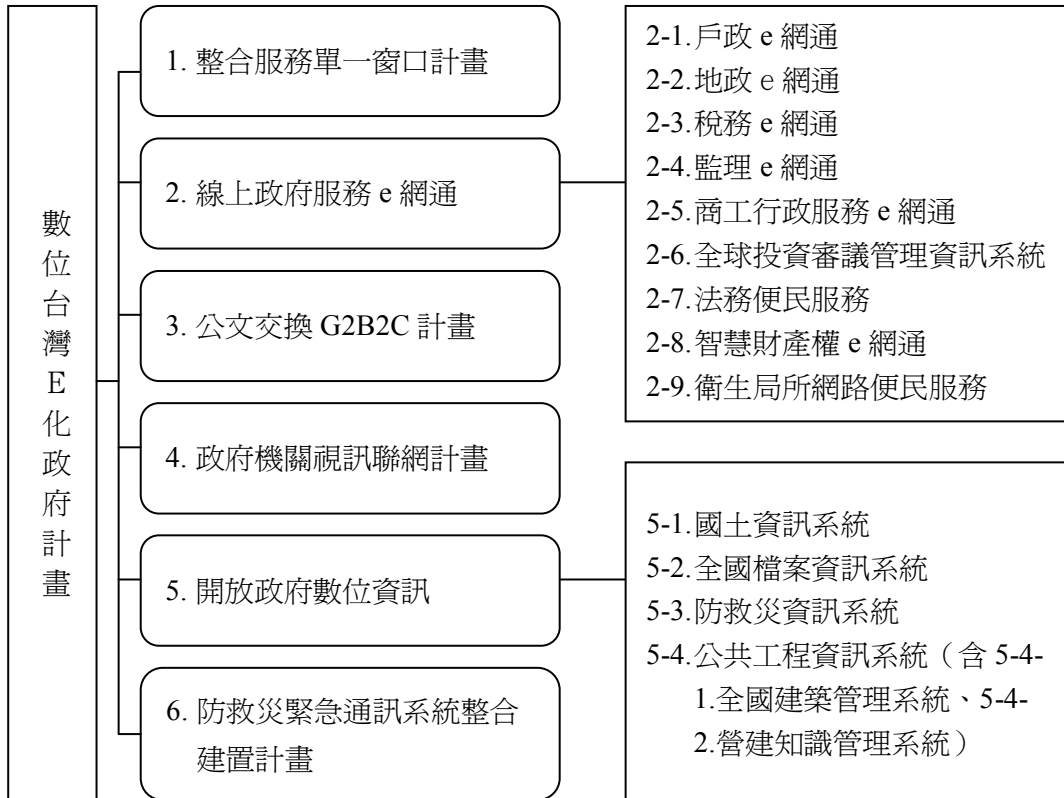 數位台灣E化政府計畫
1. 整合服務單一窗口計畫
2. 線上政府服務 e 網通
3. 公文交換 G2B2C 計畫
4. 政府機關視訊聯網計畫
5. 開放政府數位資訊
6. 防救災緊急通訊系統整合
建置計畫
2-1.戶政 e 網通
2-2.地政 e 網通
2-3.稅務 e 網通
2-4.監理 e 網通
2-5.商工行政服務 e 網通
2-6.全球投資審議管理資訊系統
2-7.法務便民服務
2-8.智慧財產權 e 網通
2-9.衛生局所網路便民服務
5-1.國土資訊系統
5-2.全國檔案資訊系統
5-3.防救災資訊系統
5-4.公共工程資訊系統（含 5-4-
1.全國建築管理系統、5-4-
2.營建知識管理系統）